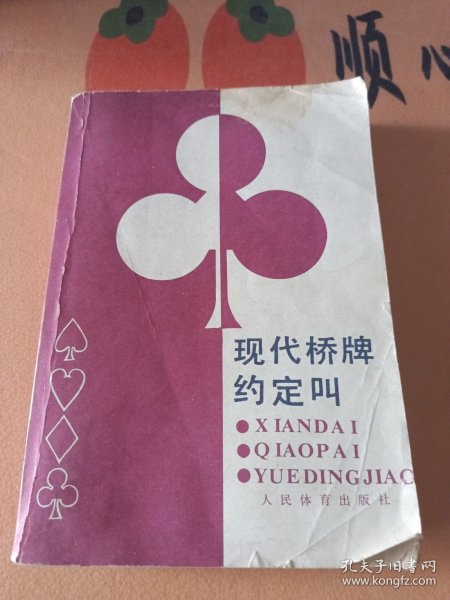 顺心
现代桥牌
约定叫
●XIANDAI
●QIAOPAI
●YUEDINGJIAO
人民体育出版社
孔夫子旧书网
www.kongfz.com